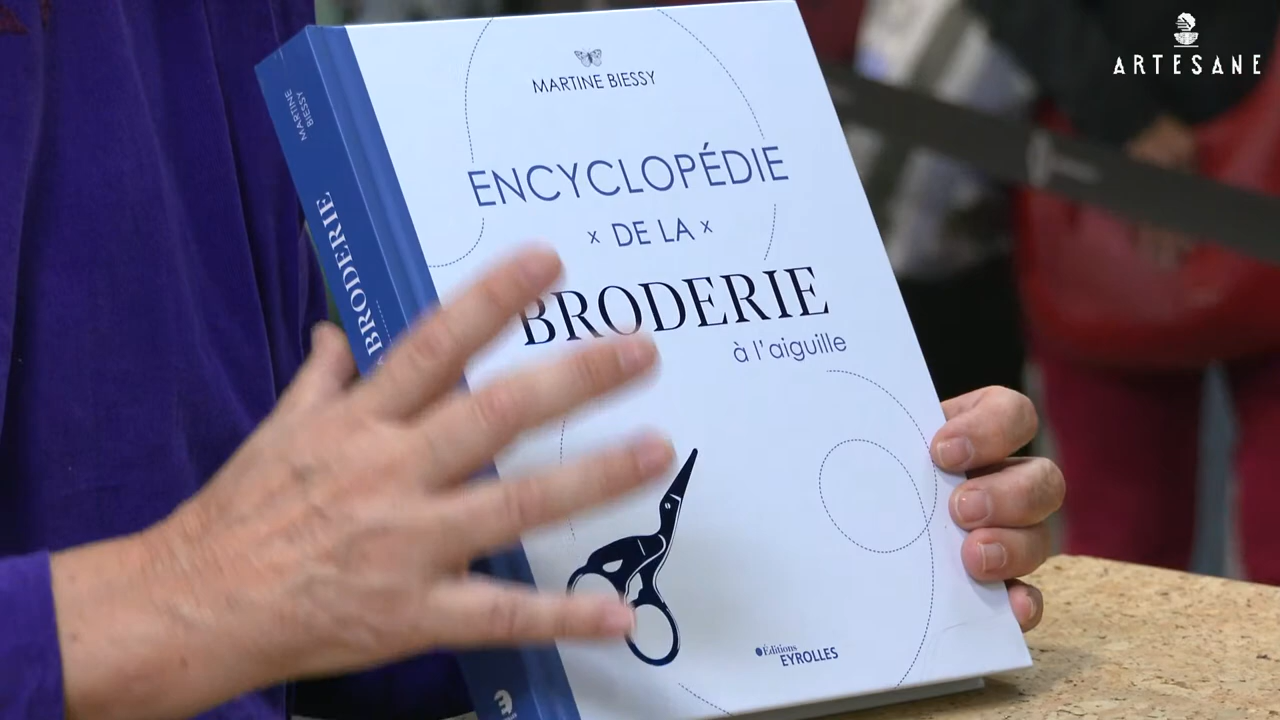 ARTESANE
MARTINE BIESSY
ENCYCLOPÉDIE
x DE LA x
BRODERIE
à l'aiguille
Éditions
EYROLLES
MARTINE
BIESSY
BRODERIE